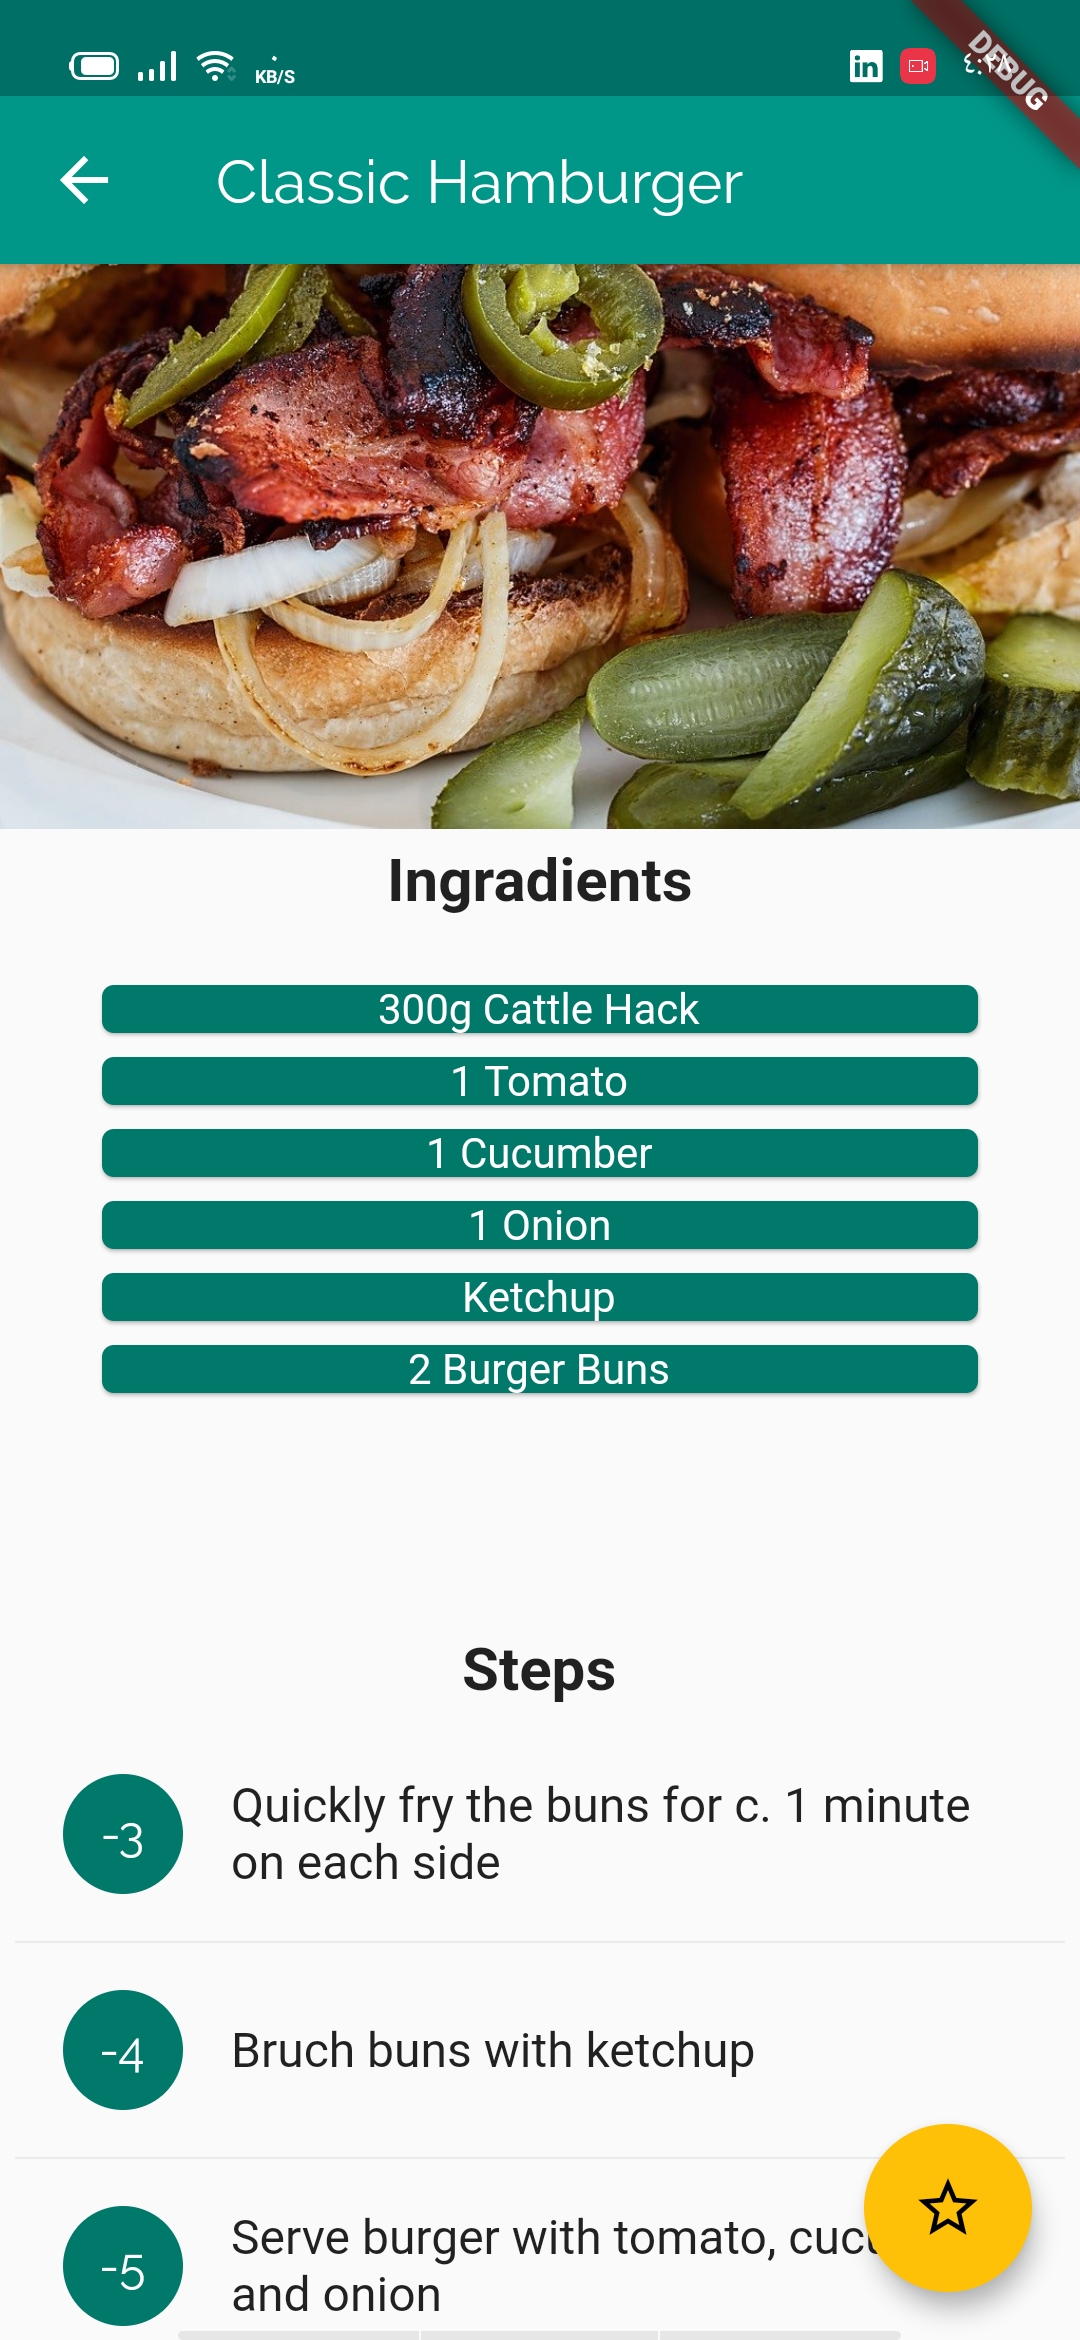 KB/S
in
DEBUG
Classic Hamburger
Ingradients
300g Cattle Hack
1 Tomato
1 Cucumber
1 Onion
Ketchup
2 Burger Buns
Steps
-3
Quickly fry the buns for c. 1 minute
on each side
-4
Bruch buns with ketchup
-5
Serve burger with tomato,
and onion